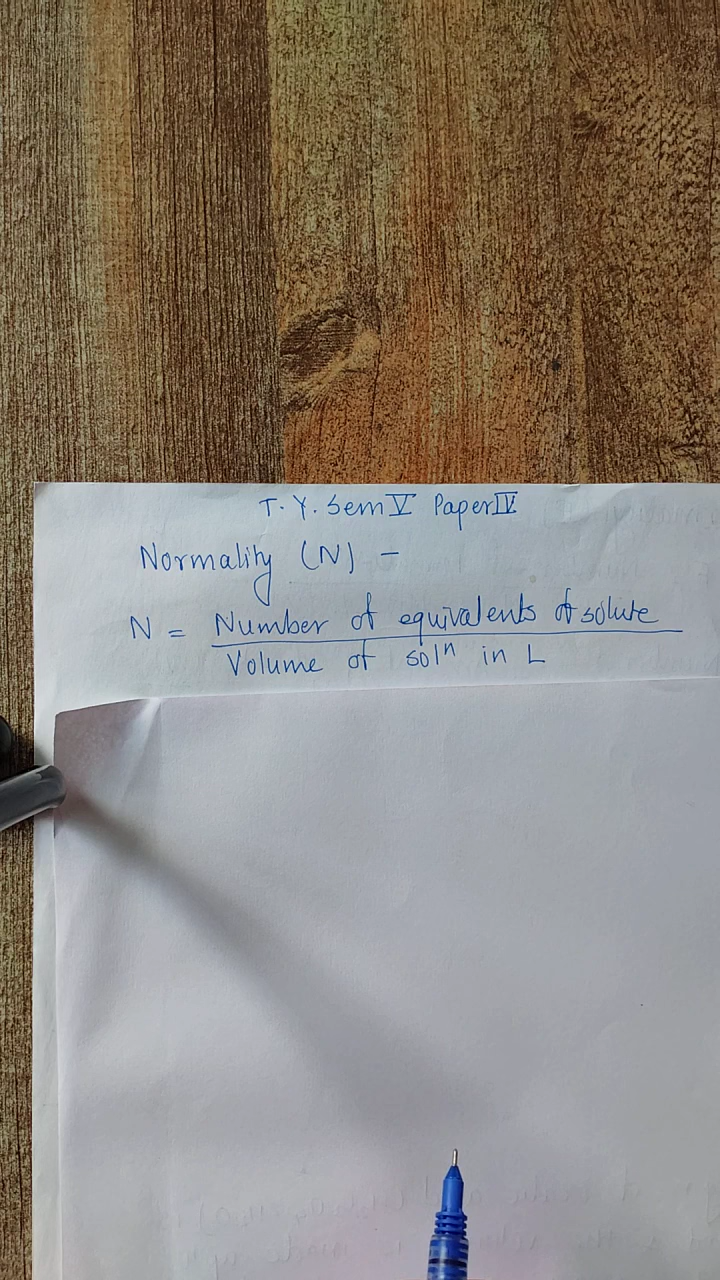 T. Y. Sem V Paper IV
Normality (N) –
N = Number of equivalents of solute
Volume of solⁿ in L